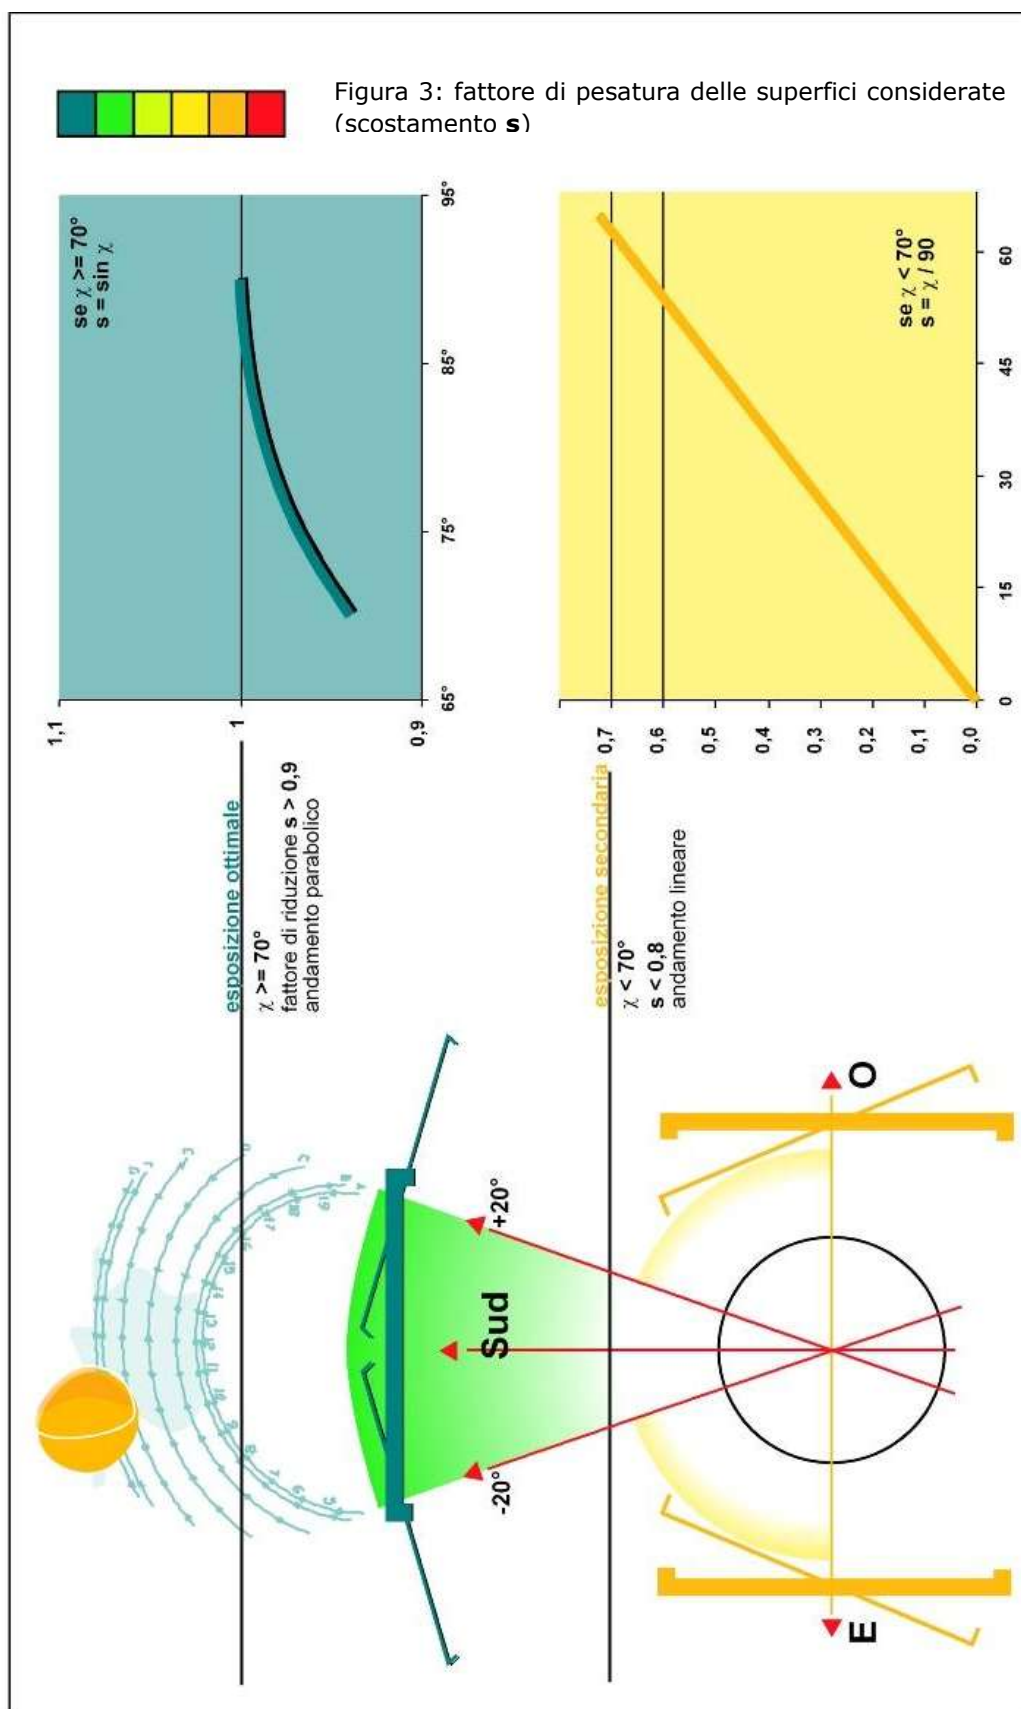 Figura 3: fattore di pesatura delle superfici considerate
(scostamento s)
se χ >= 70°
s = sin χ
95°
85°
75°
65°
1,1
1
0,9
se χ < 70°
s = χ / 90
60
45
30
15
0
0,7
0,6
0,5
0,4
0,3
0,2
0,1
0,0
esposizione ottimale
χ >= 70°
fattore di riduzione s > 0,9
andamento parabolico
esposizione secondaria
χ < 70°
s < 0,8
andamento lineare
+20°
Sud
-20°
O
E